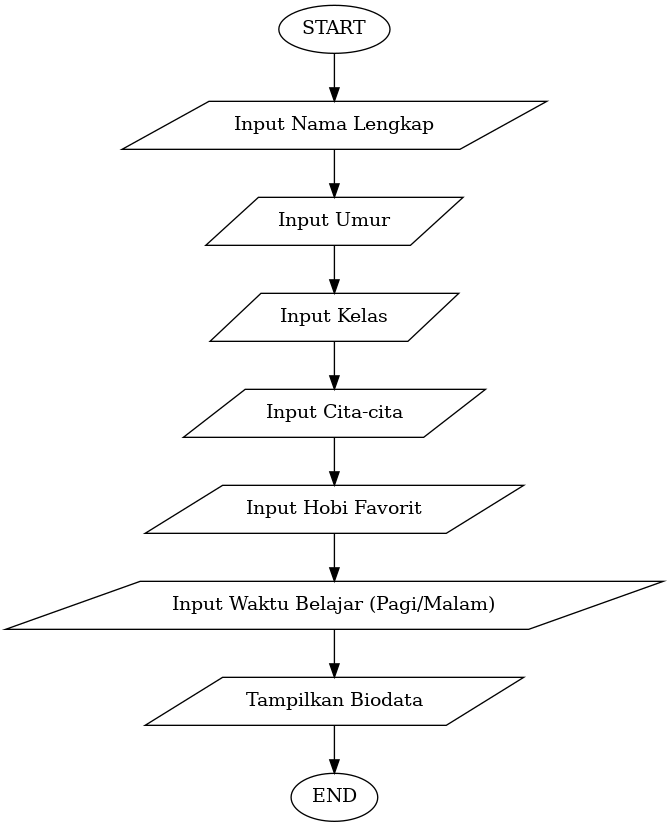 START
Input Nama Lengkap
Input Umur
Input Kelas
Input Cita-cita
Input Hobi Favorit
Input Waktu Belajar (Pagi/Malam)
Tampilkan Biodata
END